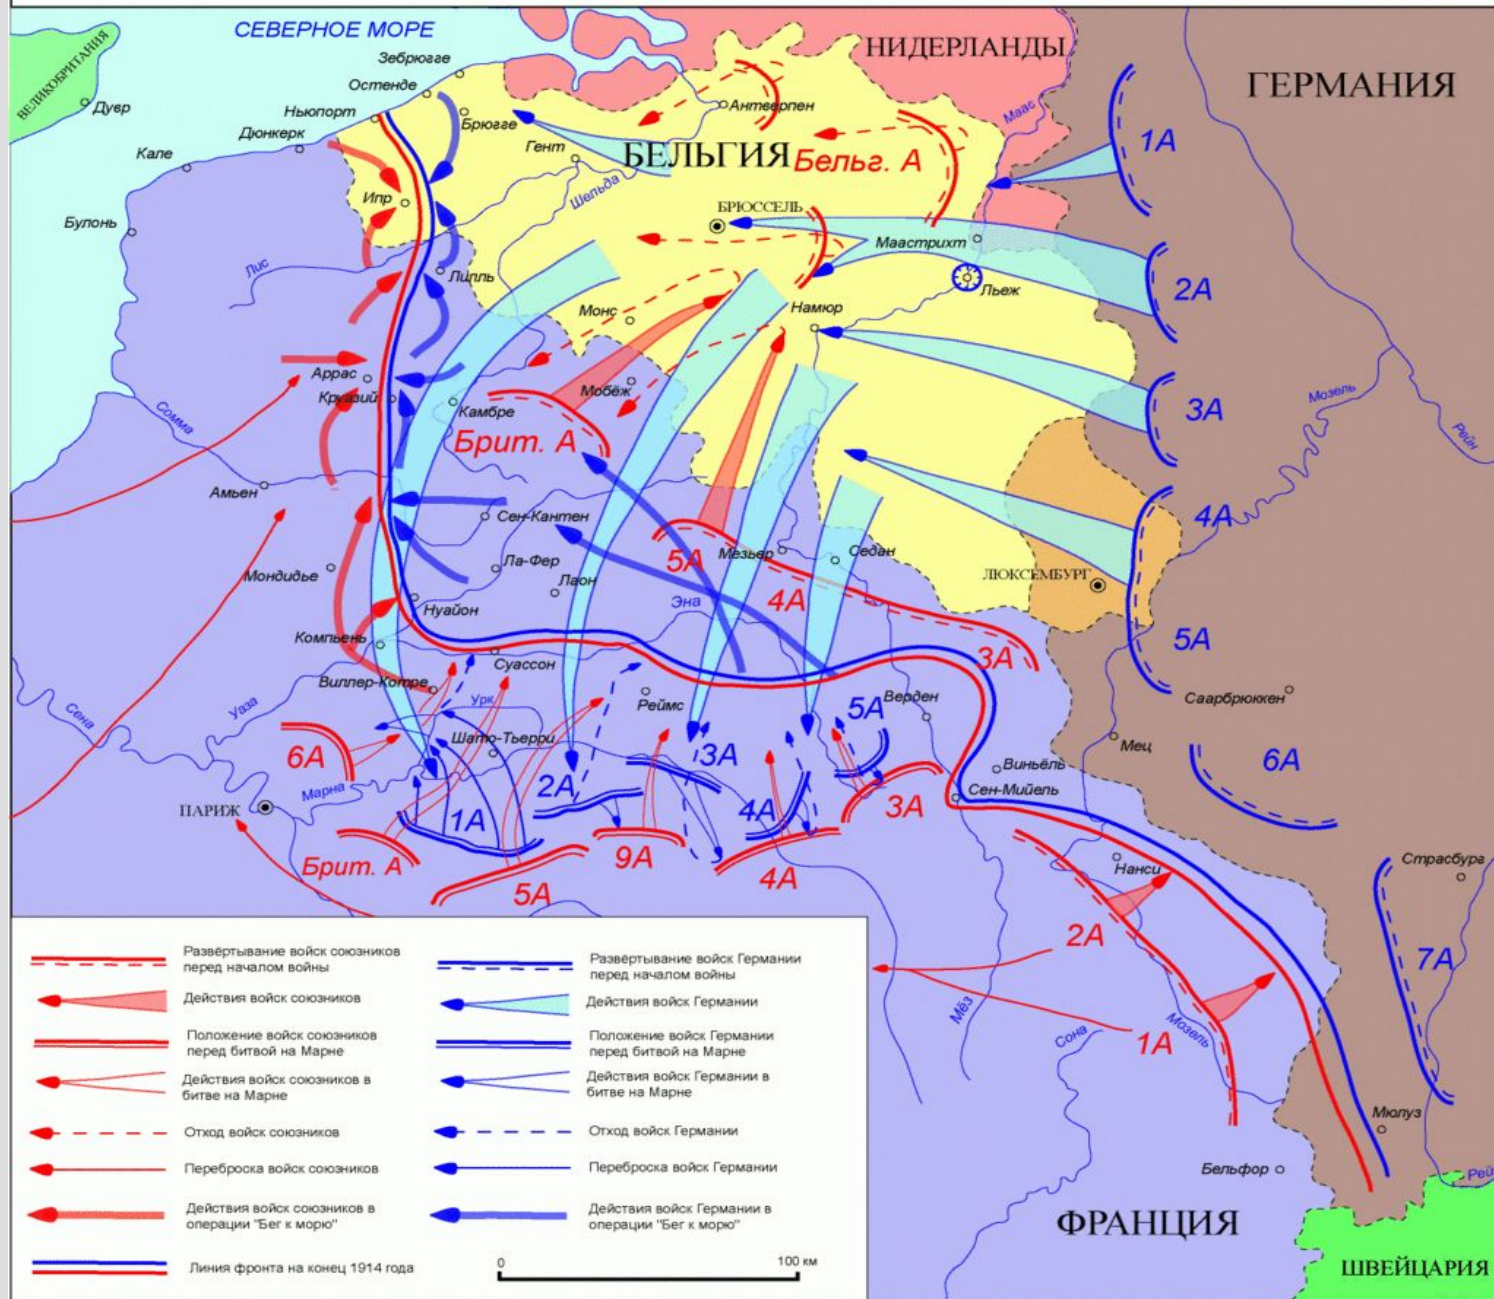 СЕВЕРНОЕ МОРЕ
ВЕЛИКОБРИТАНИЯ
НИДЕРЛАНДЫ
ГЕРМАНИЯ
Зебрюгге
Остенде
Ньюпорт
Дувр
Дюнкерк
Кале
Брюгге
Антверпен
Маас
1А
Гент
БЕЛЬГИЯ
Бельг. А
Ипр
Шельда
БРЮССЕЛЬ
Булонь
Маастрихт
Лис
Лилль
Льеж
2А
Монс
Намюр
Аррас
Мобёж
Мозель
Круазий
Камбре
3А
Сомма
Брит. А
Рейн
Амьен
Сен-Кантен
4А
5А
Мезьер
Седан
Ла-Фер
Мондидье
Лаон
ЛЮКСЕМБУРГ
Эна
4А
Нуайон
Компьень
5А
Суассон
3А
Виллер-Котре
Саарбрюккен
Сена
Уаза
Урк
Реймс
Верден
5А
Шато-Тьерри
Мец
6А
3А
6А
Виньёль
2А
Сен-Мийель
Марна
ПАРИЖ
1А
4А
3А
Брит. А
9А
Страсбург
5А
4А
Нанси
2А
7А
Мёз
Сона
Мозель
1А
Мюлуз
Бельфор
Рей
ФРАНЦИЯ
ШВЕЙЦАРИЯ
Развёртывание войск союзников
перед началом войны
Действия войск союзников
Положение войск союзников
перед битвой на Марне
Действия войск союзников в
битве на Марне
Отход войск союзников
Переброска войск союзников
Действия войск союзников в
операции "Бег к морю"
Линия фронта на конец 1914 года
Развёртывание войск Германии
перед началом войны
Действия войск Германии
Положение войск Германии
перед битвой на Марне
Действия войск Германии в
битве на Марне
Отход войск Германии
Переброска войск Германии
Действия войск Германии в
операции "Бег к морю"
0
100 км